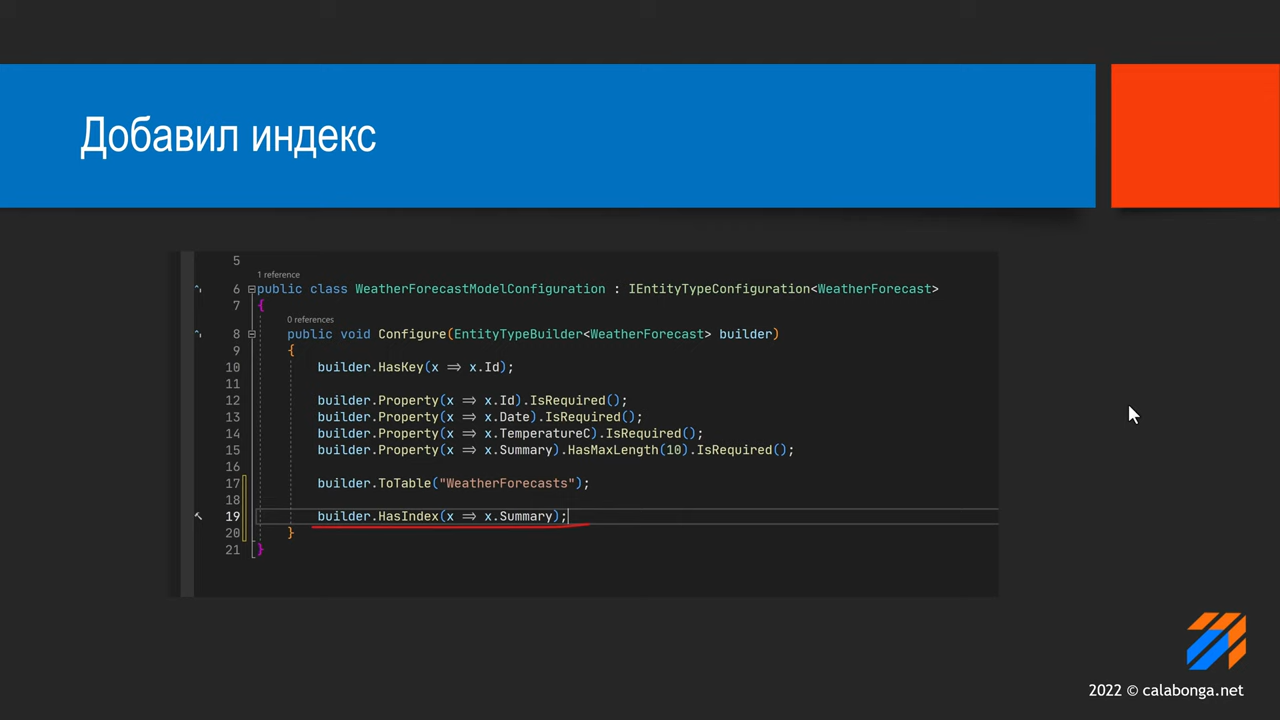 Добавил индекс
5
1 reference
6 public class WeatherForecastModelConfiguration : IEntityTypeConfiguration<WeatherForecast>
7 {
0 references
8 public void Configure(EntityTypeBuilder<WeatherForecast> builder)
9 {
10 builder.HasKey(x => x.Id);
11
12 builder.Property(x => x.Id).IsRequired();
13 builder.Property(x => x.Date).IsRequired();
14 builder.Property(x => x.TemperatureC).IsRequired();
15 builder.Property(x => x.Summary).HasMaxLength(10).IsRequired();
16
17 builder.ToTable("WeatherForecasts");
18
19 builder.HasIndex(x => x.Summary);
20 }
21 }
2022 © calabonga.net